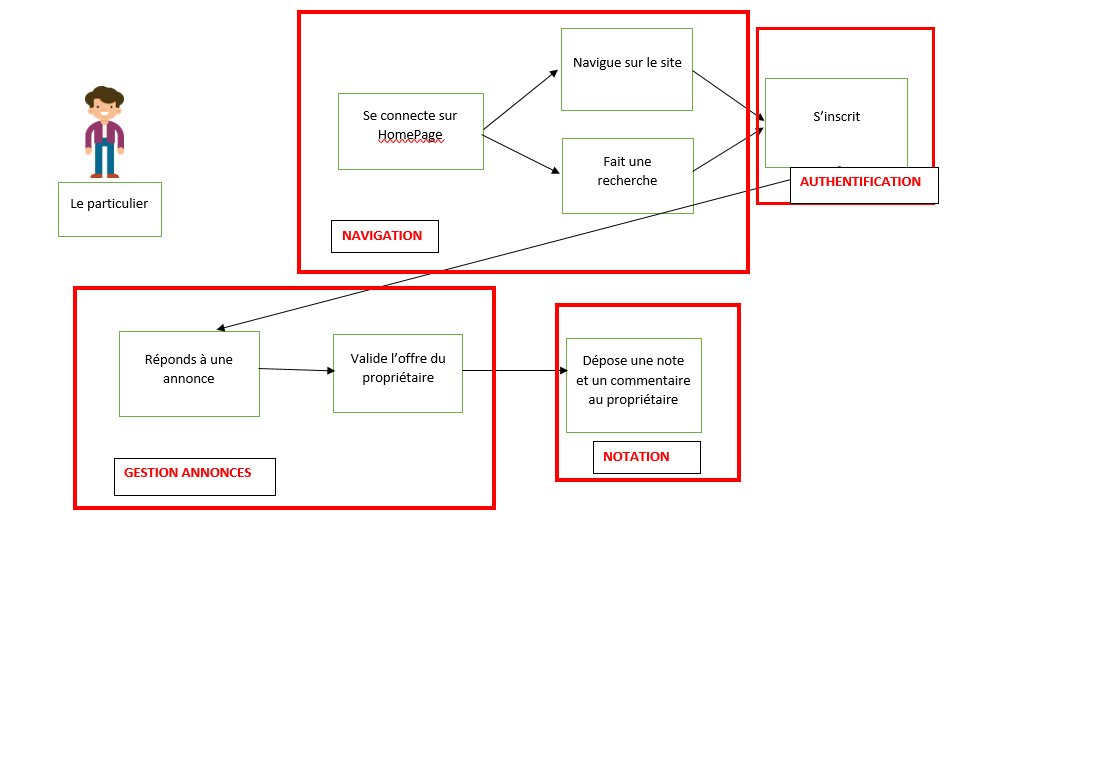 Le particulier
Se connecte sur
HomePage
Navigue sur le site
Fait une
recherche
NAVIGATION
S’inscrit
AUTHENTIFICATION
Réponds à une
annonce
Valide l’offre du
propriétaire
GESTION ANNONCES
Dépose une note
et un commentaire
au propriétaire
NOTATION